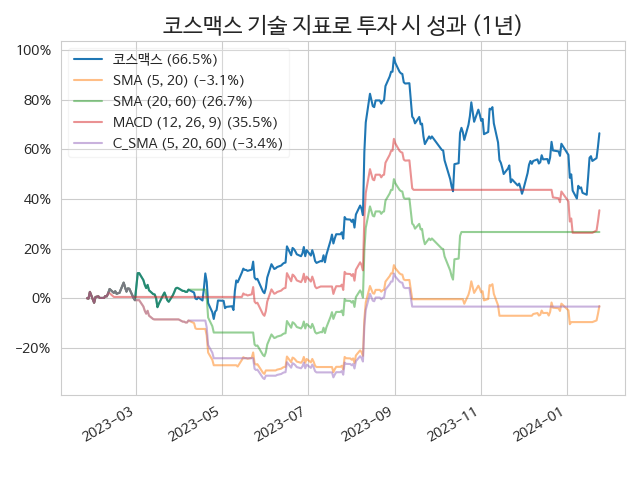 코스맥스 기술 지표로 투자 시 성과 (1년)
100%
80%
60%
40%
20%
0%
−20%
코스맥스 (66.5%)
SMA (5, 20) (−3.1%)
SMA (20, 60) (26.7%)
MACD (12, 26, 9) (35.5%)
C_SMA (5, 20, 60) (−3.4%)
2023−03
2023−05
2023−07
2023−09
2023−11
2024−01